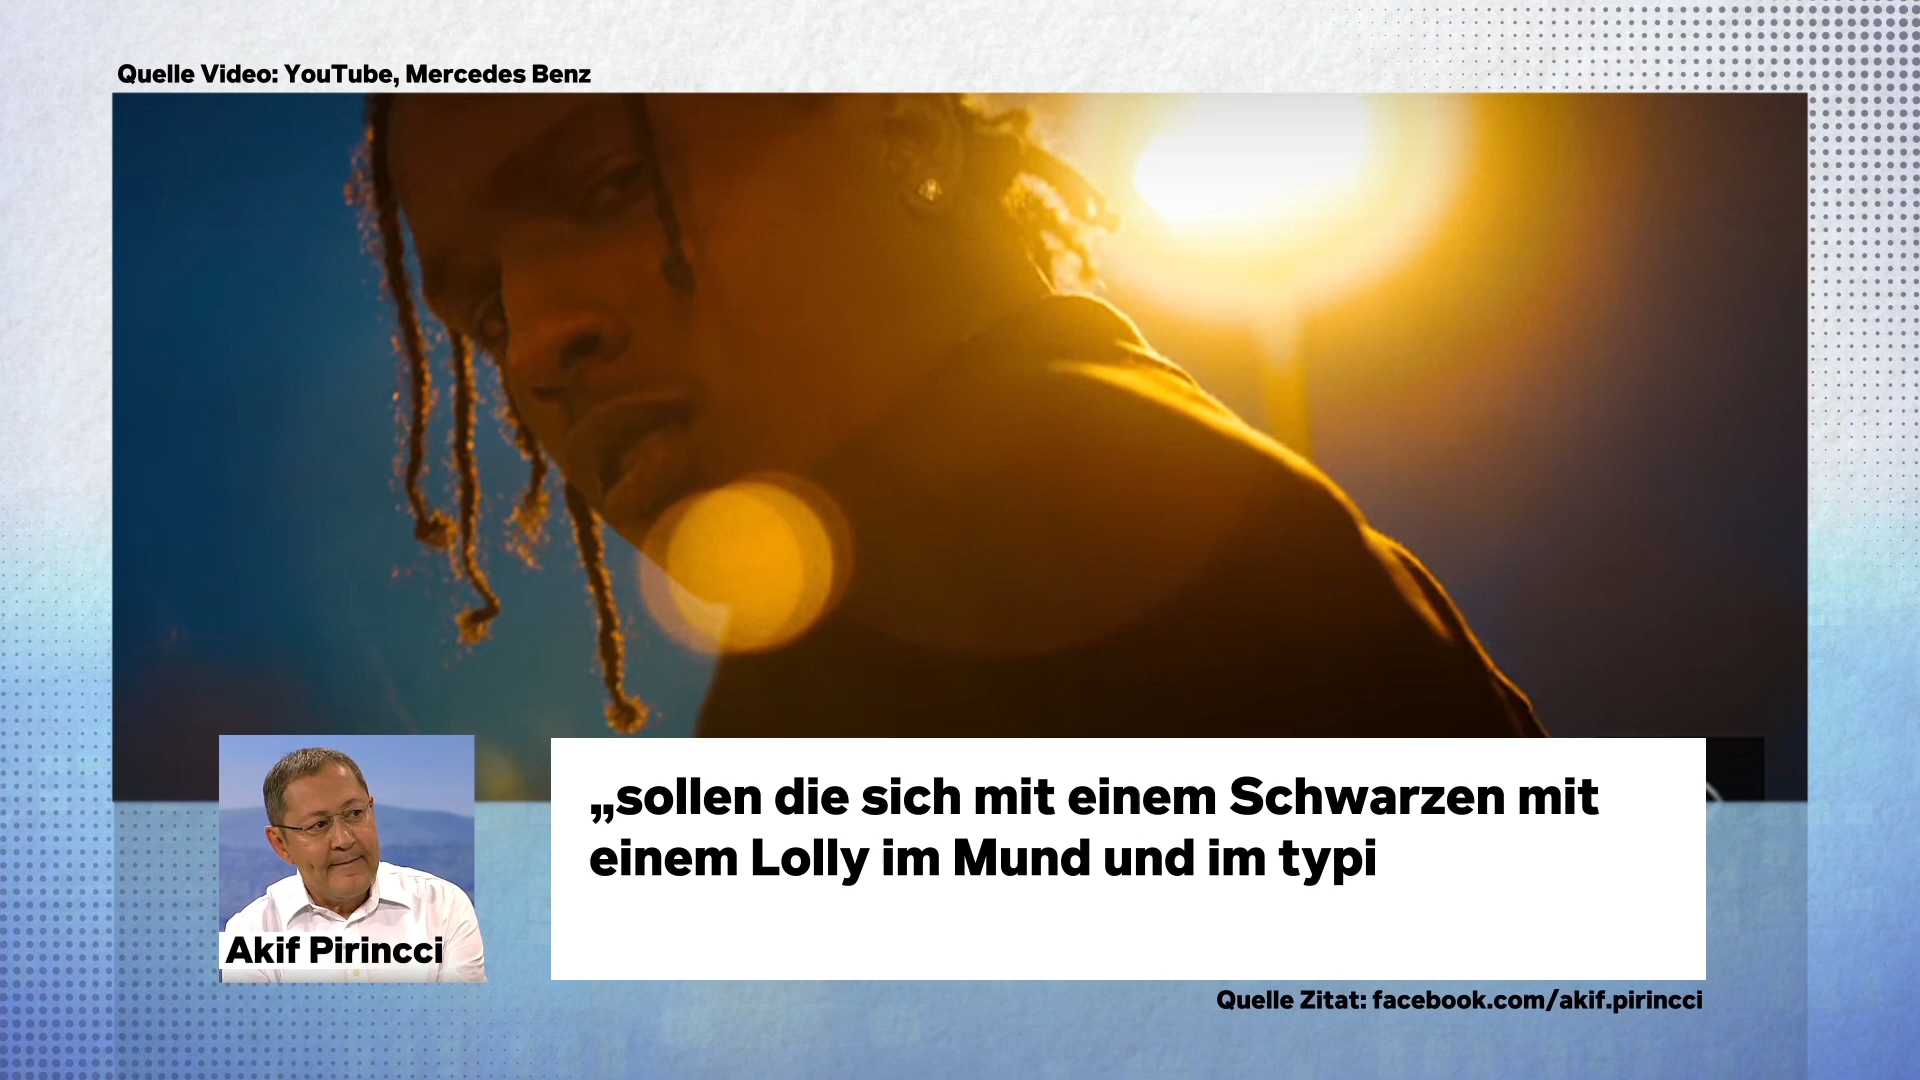 Quelle Video: YouTube, Mercedes Benz
„sollen die sich mit einem Schwarzen mit
einem Lolly im Mund und im typi
Akif Pirincci
Quelle Zitat: facebook.com/akif.pirincci